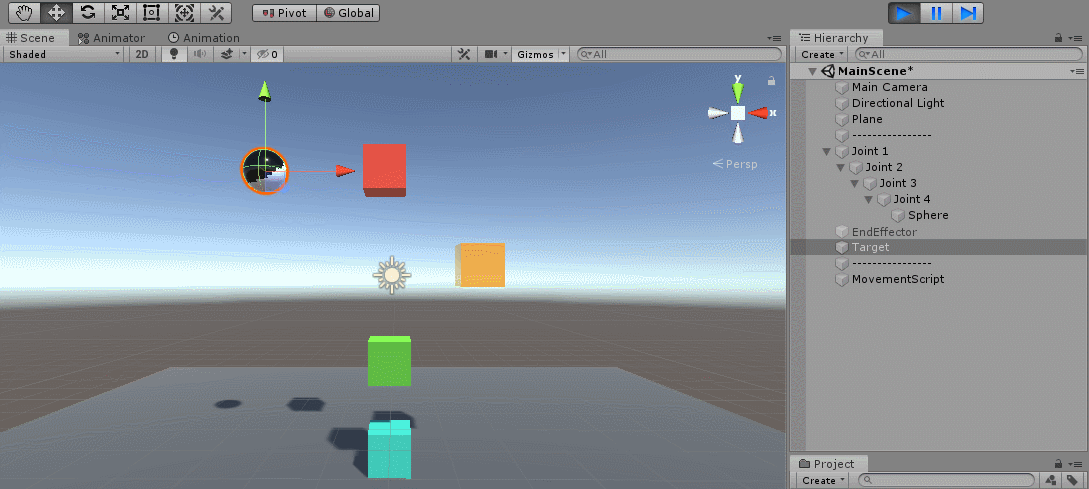 Pivot Global
Scene Animator Animation
Shaded 2D 0 Gizmos All
y
x
Persp
Hierarchy
Create All
MainScene*
Main Camera
Directional Light
Plane
----------------
Joint 1
Joint 2
Joint 3
Joint 4
Sphere
EndEffector
Target
----------------
MovementScript
Project
Create